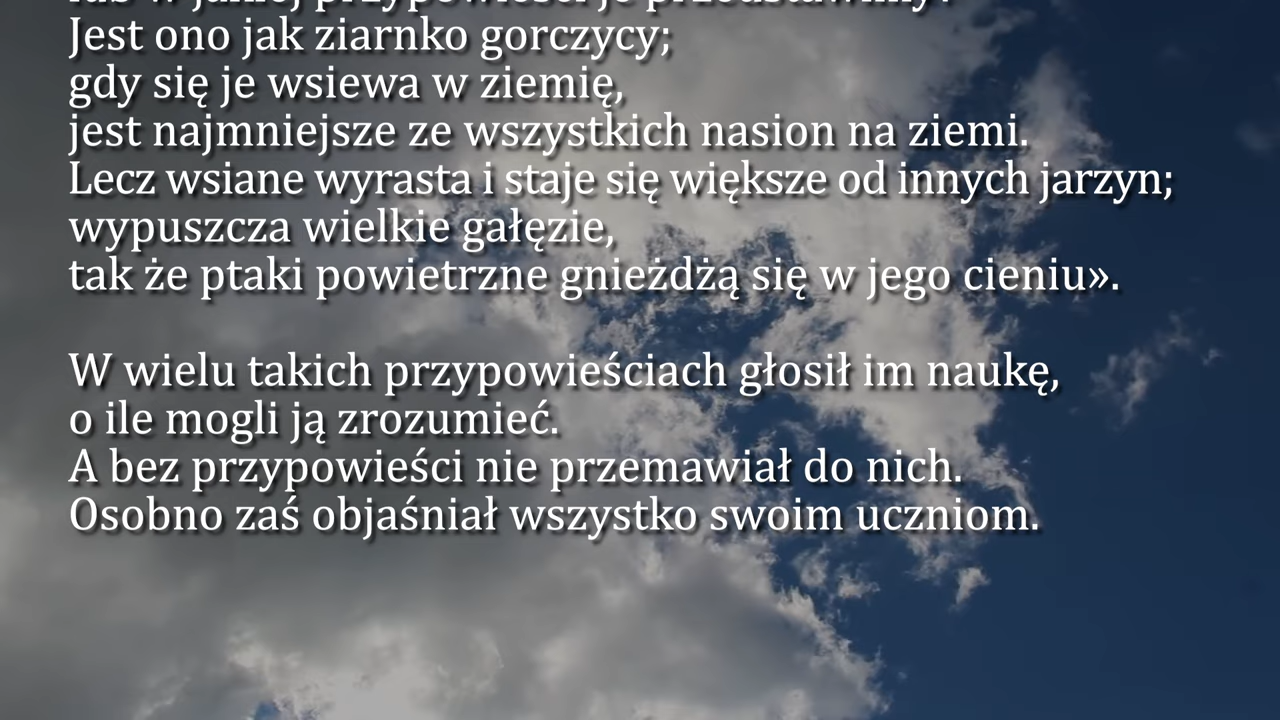 Jest ono jak ziarnko gorczycy;
gdy się je wsiewa w ziemię,
jest najmniejsze ze wszystkich nasion na ziemi.
Lecz wsiane wyrasta i staje się większe od innych jarzyn;
wypuszcza wielkie gałęzie,
tak że ptaki powietrzne gnieżdżą się w jego cieniu».
W wielu takich przypowieściach głosił im naukę,
o ile mogli ją zrozumieć.
A bez przypowieści nie przemawiał do nich.
Osobno zaś objaśniał wszystko swoim uczniom.